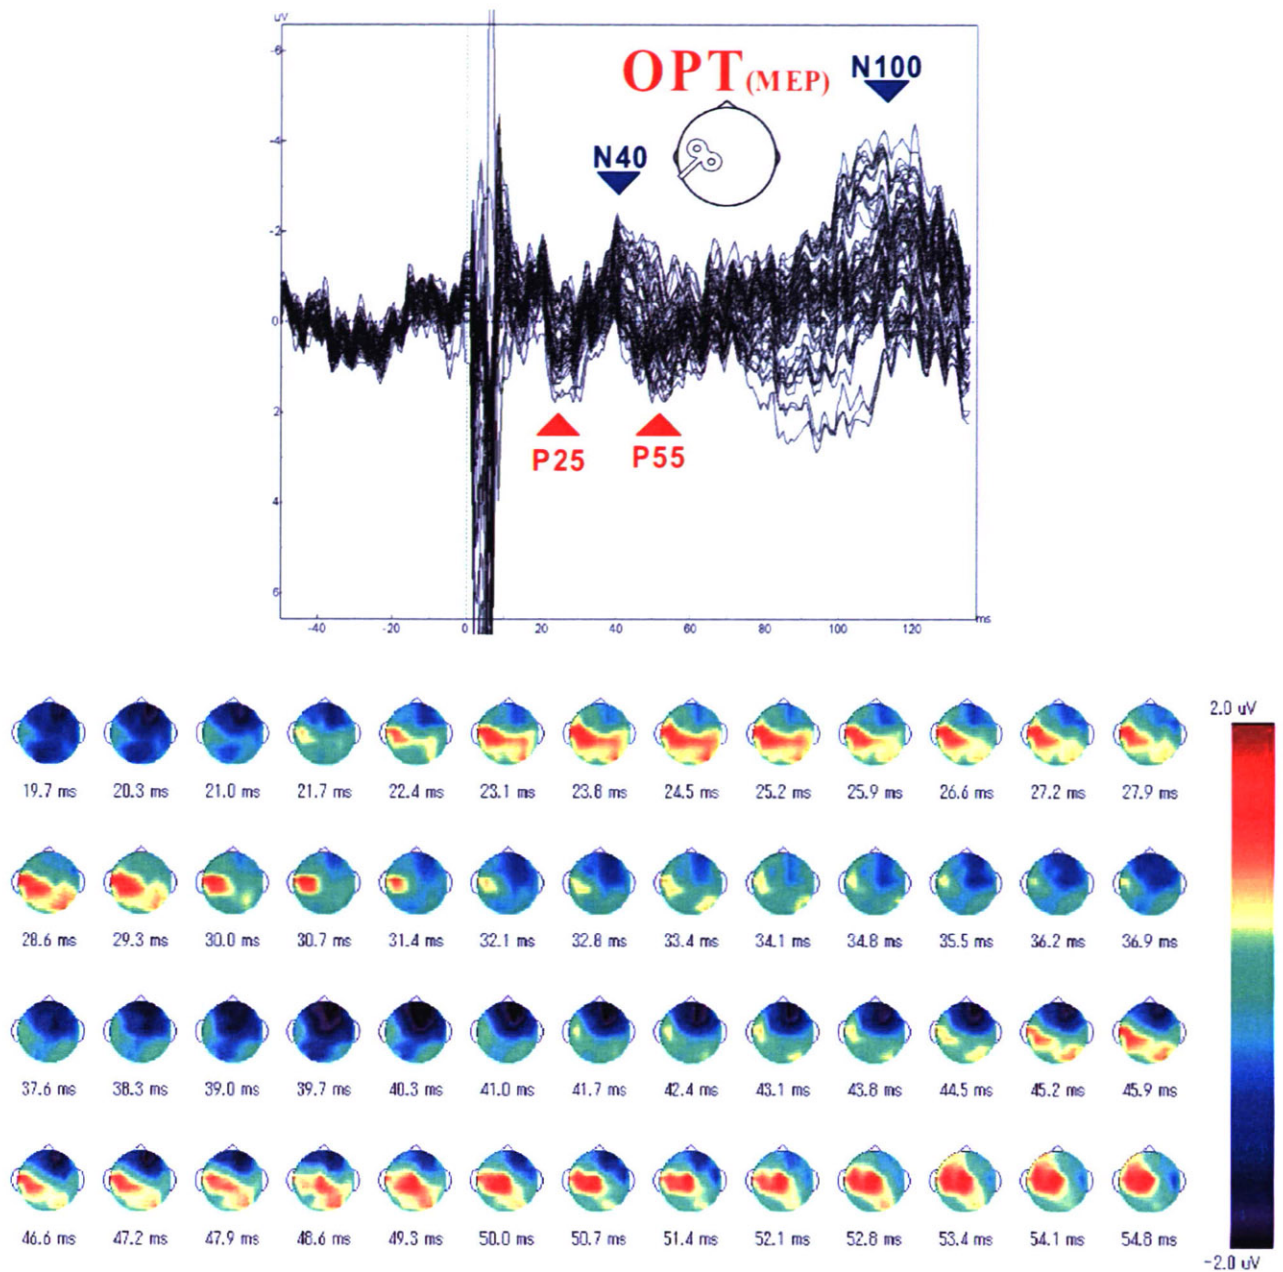 uV
-6
OPT(MEP)
N100
-4
N40
-2
0
2
P25
P55
4
6
-40 -20 0 20 40 60 80 100 120 ms
2.0 uV
19.7 ms 20.3 ms 21.0 ms 21.7 ms 22.4 ms 23.1 ms 23.8 ms 24.5 ms 25.2 ms 25.9 ms 26.6 ms 27.2 ms 27.9 ms
28.6 ms 29.3 ms 30.0 ms 30.7 ms 31.4 ms 32.1 ms 32.8 ms 33.4 ms 34.1 ms 34.8 ms 35.5 ms 36.2 ms 36.9 ms
37.6 ms 38.3 ms 39.0 ms 39.7 ms 40.3 ms 41.0 ms 41.7 ms 42.4 ms 43.1 ms 43.8 ms 44.5 ms 45.2 ms 45.9 ms
46.6 ms 47.2 ms 47.9 ms 48.6 ms 49.3 ms 50.0 ms 50.7 ms 51.4 ms 52.1 ms 52.8 ms 53.4 ms 54.1 ms 54.8 ms
-2.0 uV